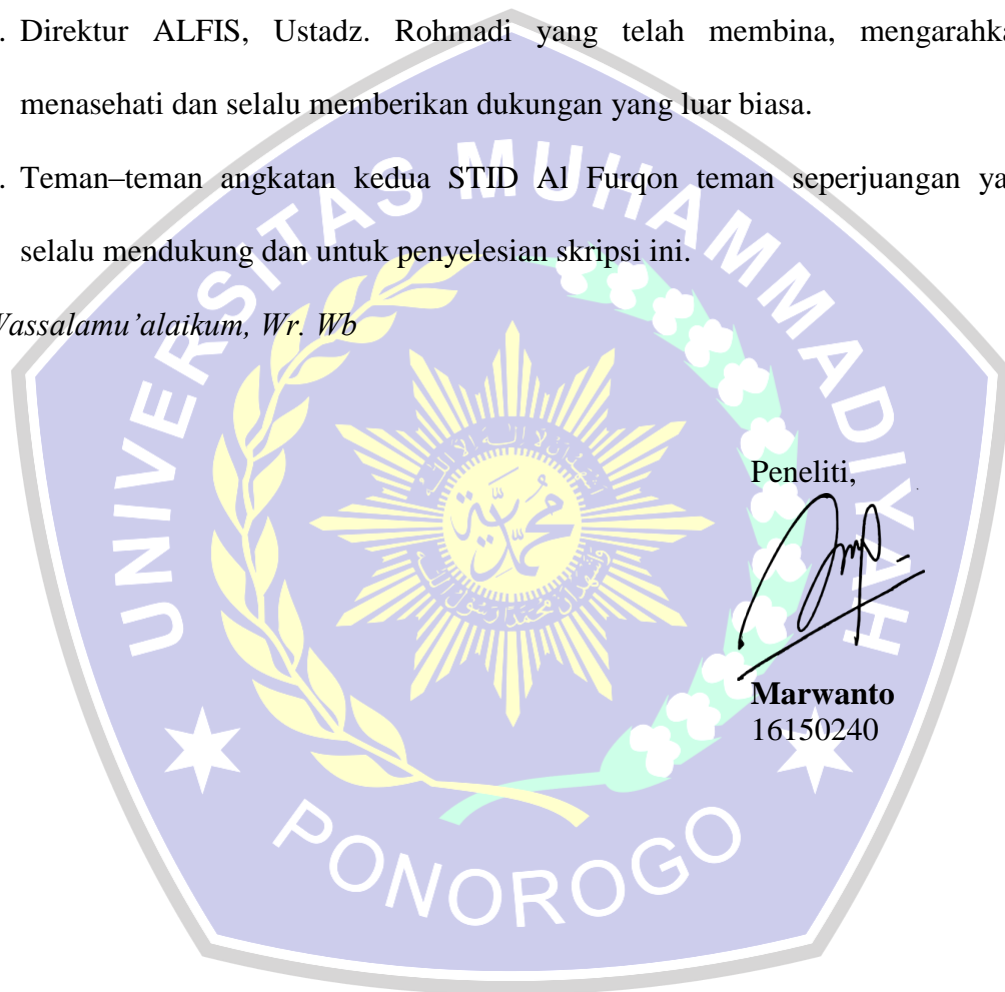 . Direktur ALFIS, Ustadz. Rohmadi yang telah membina, mengarahka
menasehati dan selalu memberikan dukungan yang luar biasa.
. Teman–teman angkatan kedua STID Al Furqon teman seperjuangan ya
selalu mendukung dan untuk penyelesian skripsi ini.
Vassalamu’alaikum, Wr. Wb
UNIVERSITAS MUHAMMADIYAH
Peneliti,
محمدية
Marwanto
16150240
PONOROGO